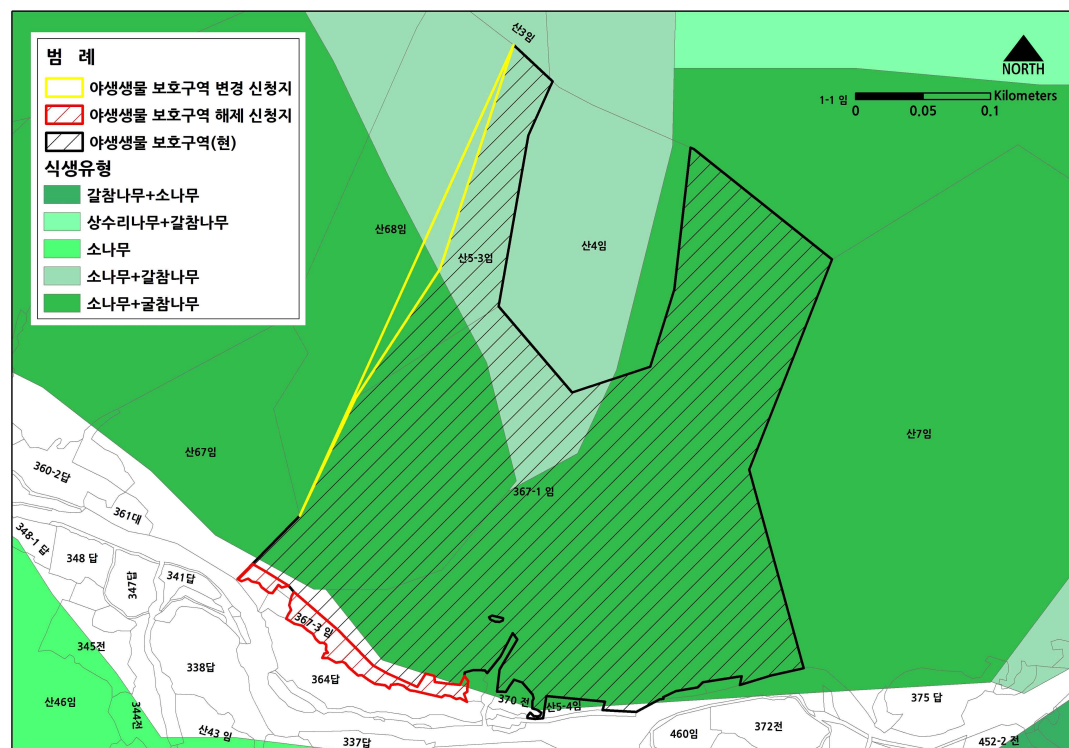 범 례
야생생물 보호구역 변경 신청지
야생생물 보호구역 해제 신청지
야생생물 보호구역(현)
식생유형
갈참나무+소나무
상수리나무+갈참나무
소나무
소나무+갈참나무
소나무+굴참나무
산3임
NORTH
1-1 임
Kilometers
0 0.05 0.1
산68임
산5-3임
산4임
산7임
산67임
360-2답
367-1 임
361대
348-1 답
348 답
347답
341답
367-3 임
345전
338답
364답
370 전
산5-4임
375 답
산46임
344전
산43 임
337답
460임
372전
452-2 전